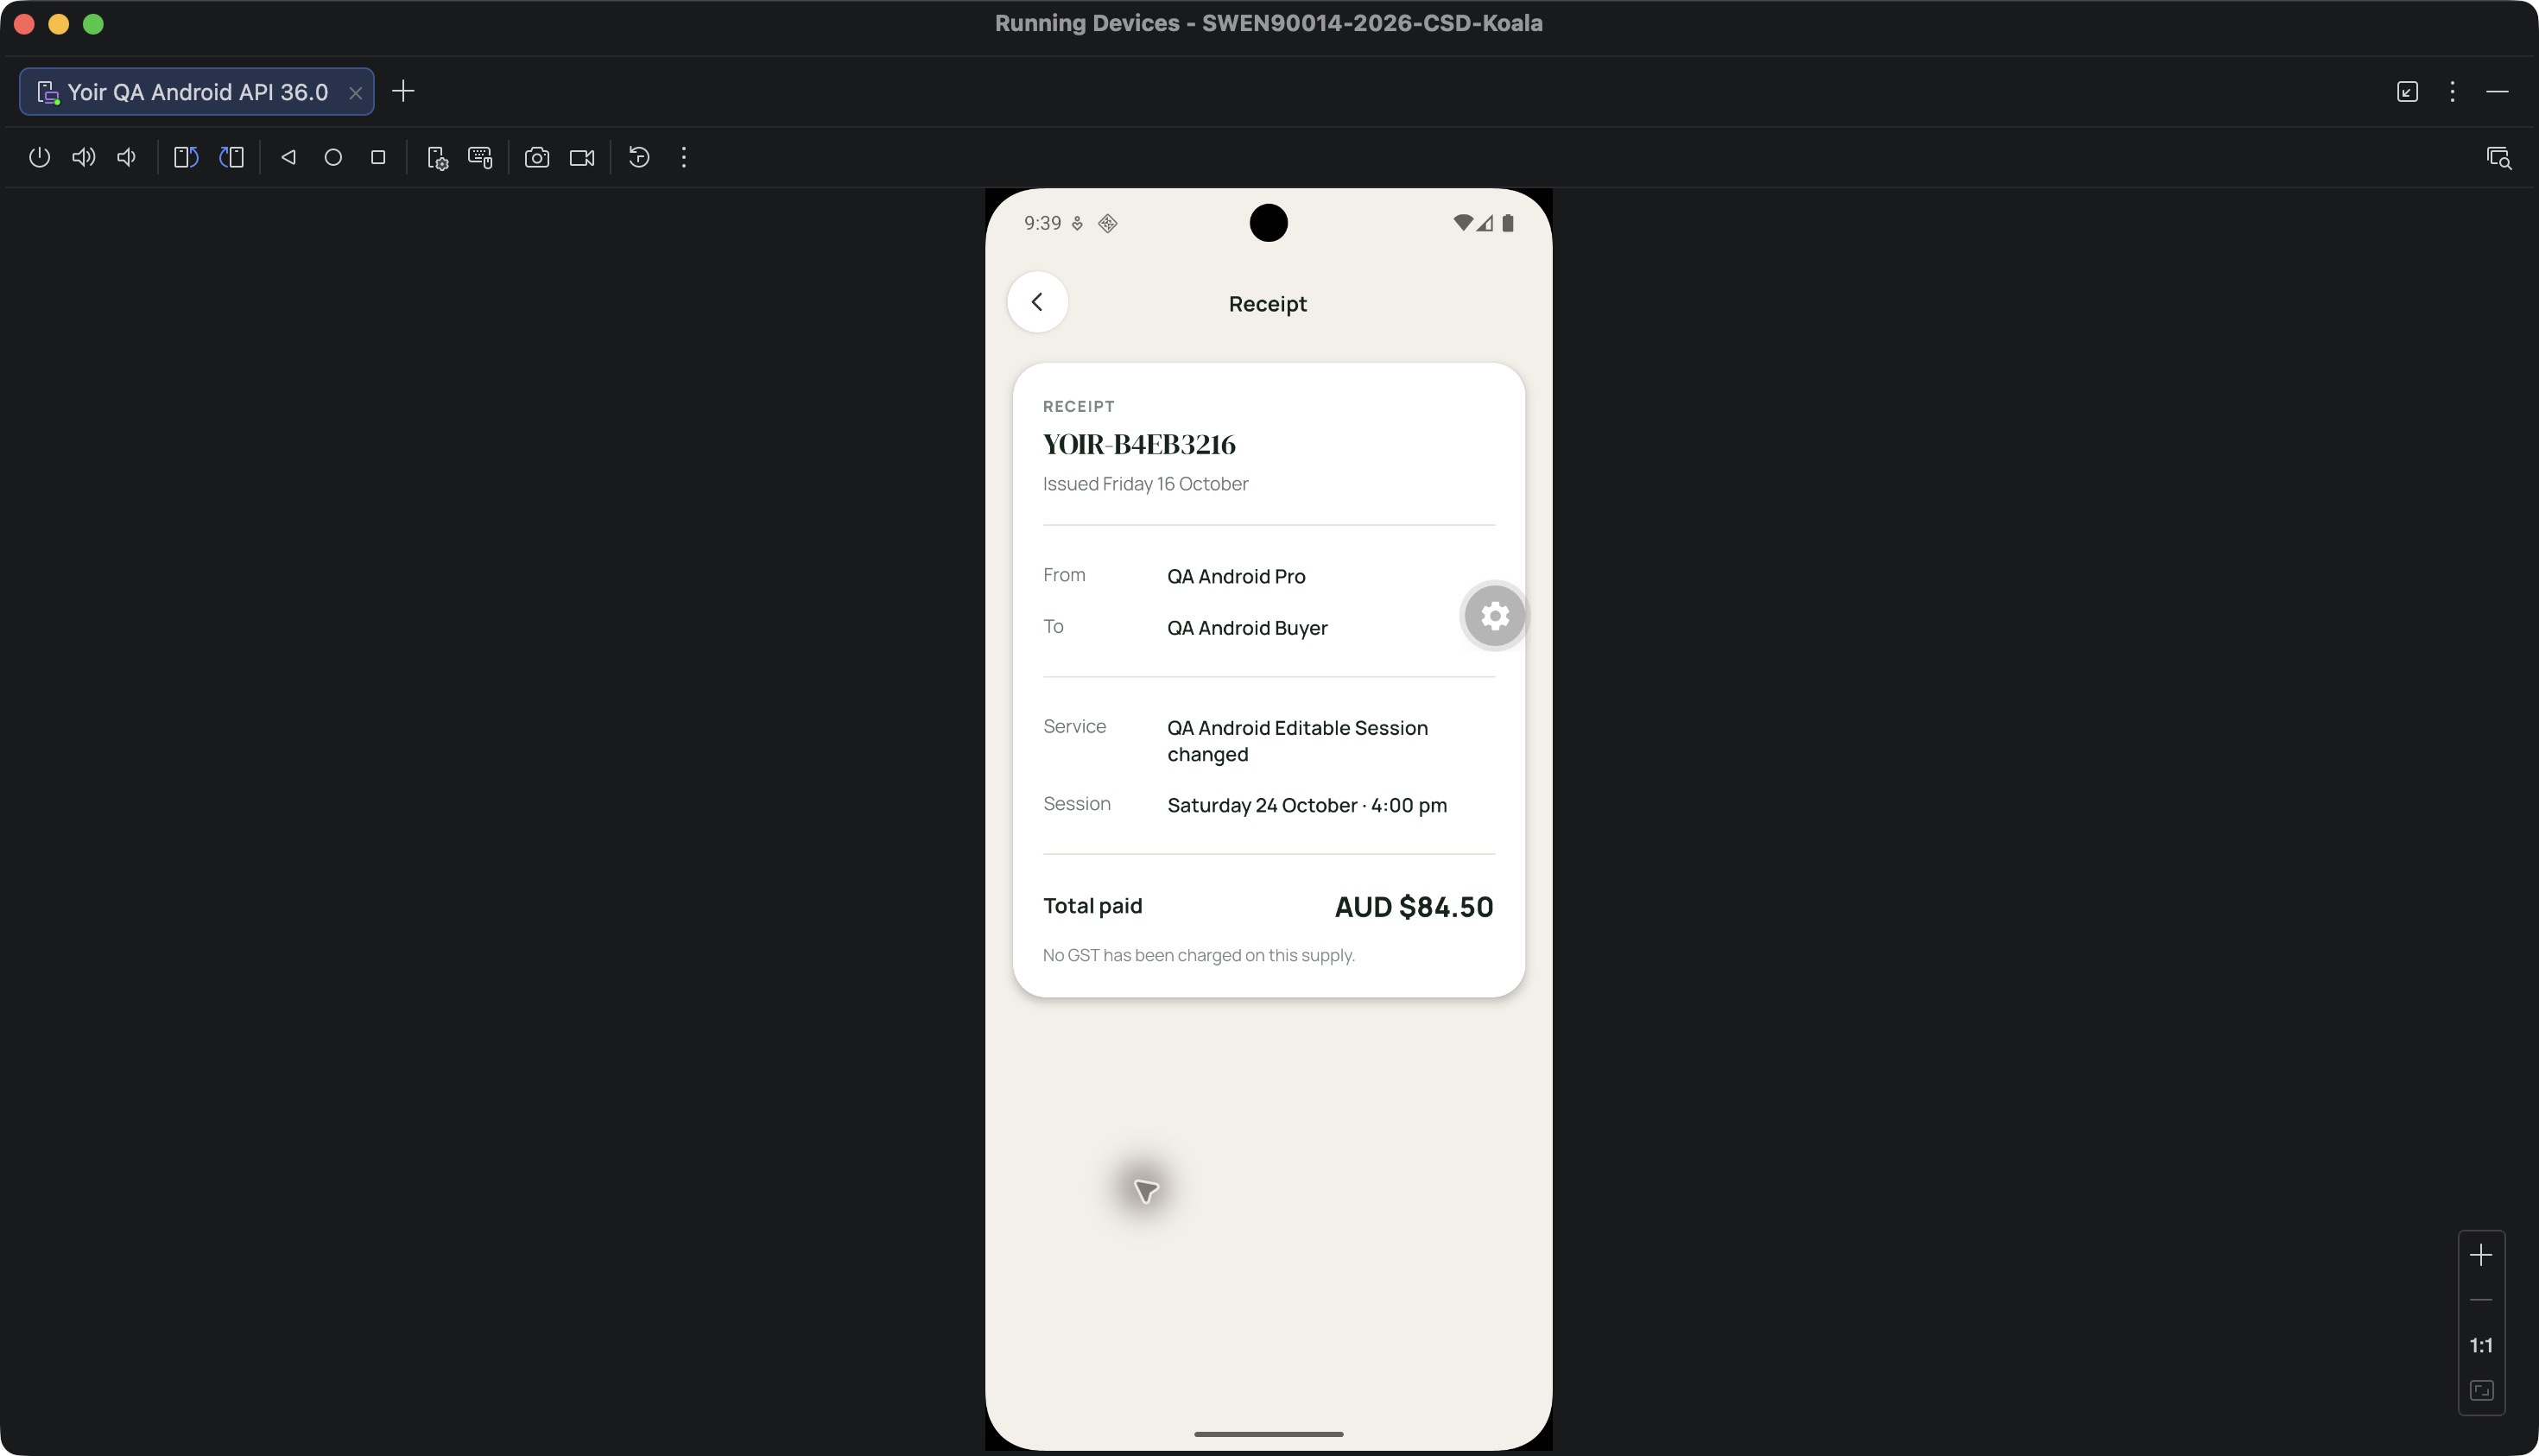 Running Devices - SWEN90014-2026-CSD-Koala
Yoir QA Android API 36.0
9:39
Receipt
RECEIPT
YOIR-B4EB3216
Issued Friday 16 October
From QA Android Pro
To QA Android Buyer
Service QA Android Editable Session
changed
Session Saturday 24 October · 4:00 pm
Total paid AUD $84.50
No GST has been charged on this supply.
1:1